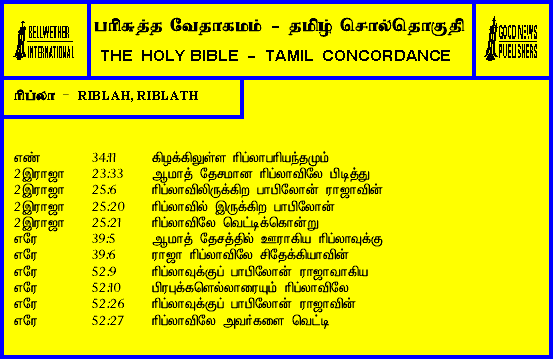 BELLWETHER
INTERNATIONAL
பரிசுத்த வேதாகமம் - தமிழ் சொல்தொகுதி
THE HOLY BIBLE - TAMIL CONCORDANCE
GOOD NEWS
PUBLISHERS
ரிப்லா - RIBLAH, RIBLATH
எண் 34:11 கிழக்கிலுள்ள ரிப்லாபரியந்தமும்
2இராஜா 23:33 ஆமாத் தேசமான ரிப்லாவிலே பிடித்து
2இராஜா 25:6 ரிப்லாவிலிருக்கிற பாபிலோன் ராஜாவின்
2இராஜா 25:20 ரிப்லாவில் இருக்கிற பாபிலோன்
2இராஜா 25:21 ரிப்லாவிலே வெட்டிக்கொன்று
எரே 39:5 ஆமாத் தேசத்தில் ஊராகிய ரிப்லாவுக்கு
எரே 39:6 ராஜா ரிப்லாவிலே சிதேக்கியாவின்
எரே 52:9 ரிப்லாவுக்குப் பாபிலோன் ராஜாவாகிய
எரே 52:10 பிரபுக்களெல்லாரையும் ரிப்லாவிலே
எரே 52:26 ரிப்லாவுக்குப் பாபிலோன் ராஜாவின்
எரே 52:27 ரிப்லாவிலே அவர்களை வெட்டி